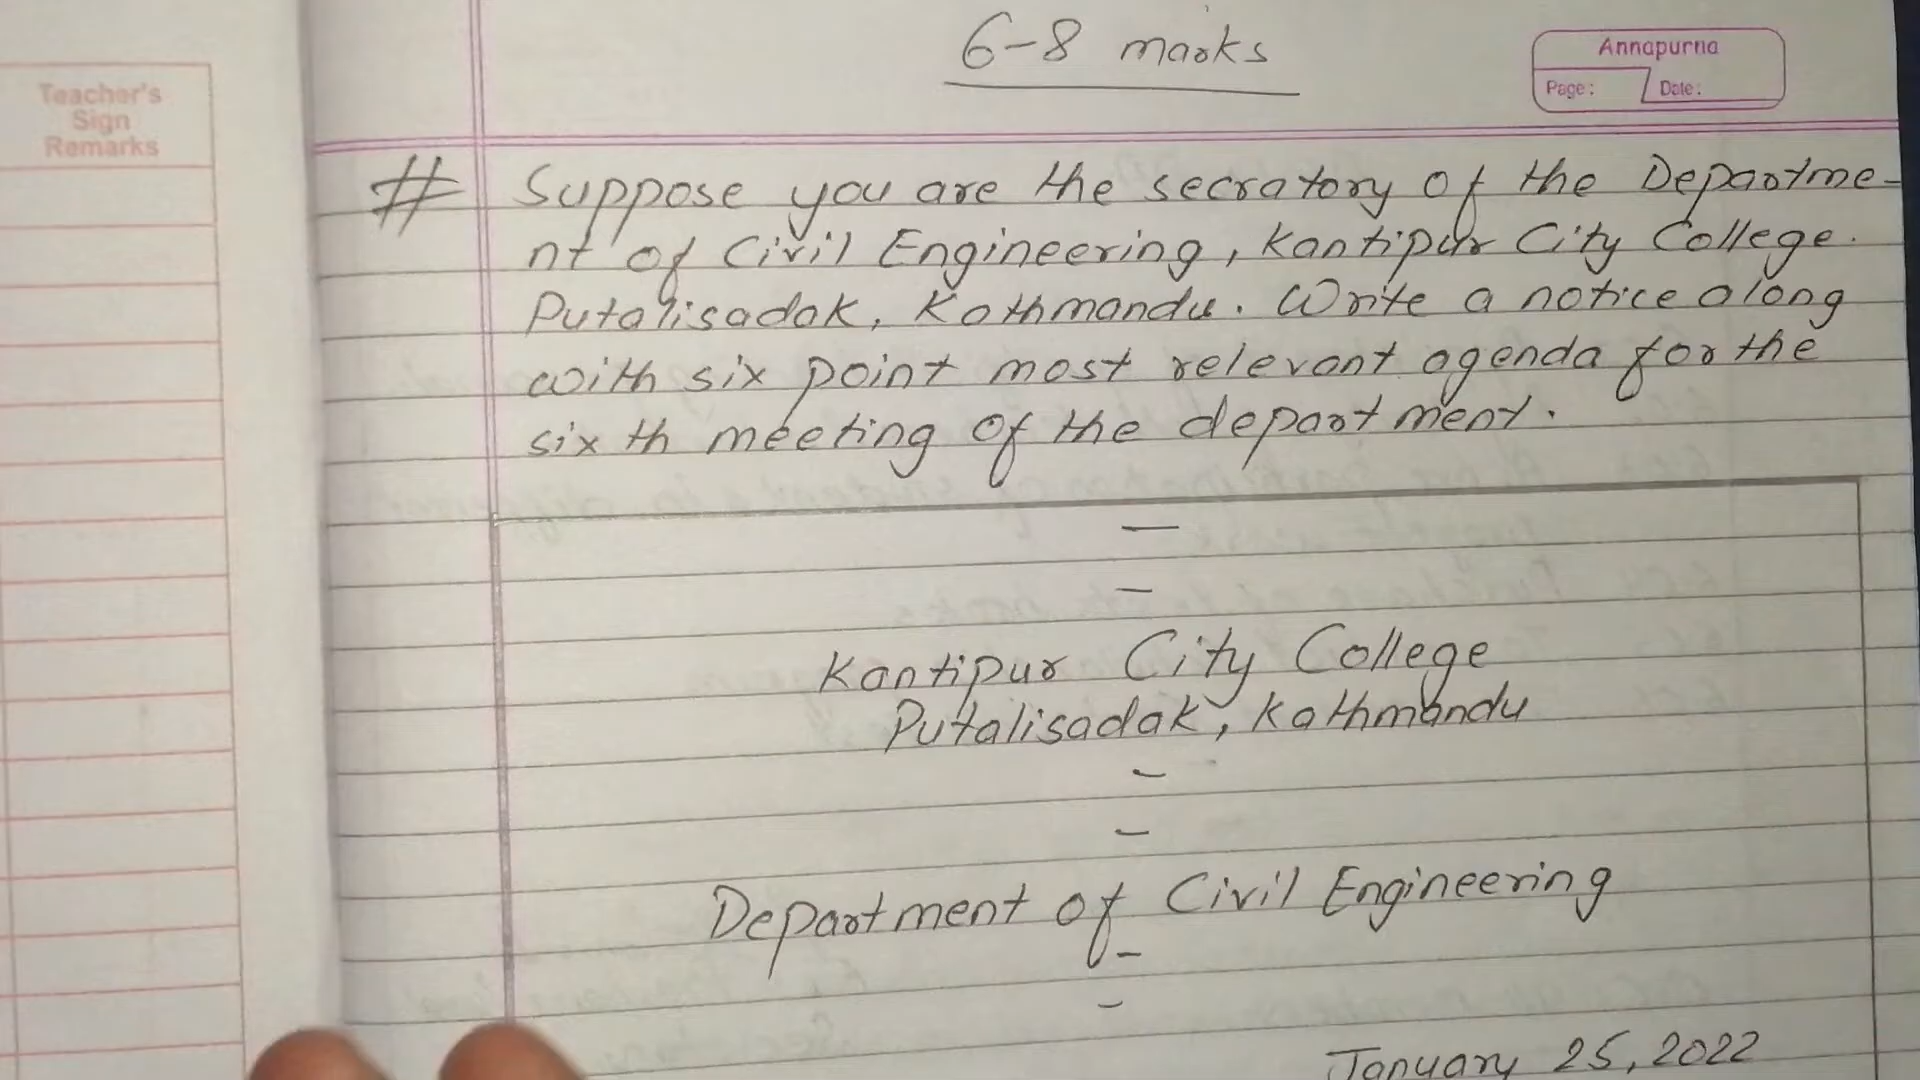 6-8 marks
Annapurna
Page: Date:
Teacher's
Sign
Remarks
# Suppose you are the secratory of the Departme-
nt of Civil Engineering, Kantipur City College.
Putalisadak, Kathmandu. Write a notice along
with six point most relevant agenda for the
sixth meeting of the department.
Kantipur City College
Putalisadak, Kathmandu
Department of Civil Engineering
January 25, 2022